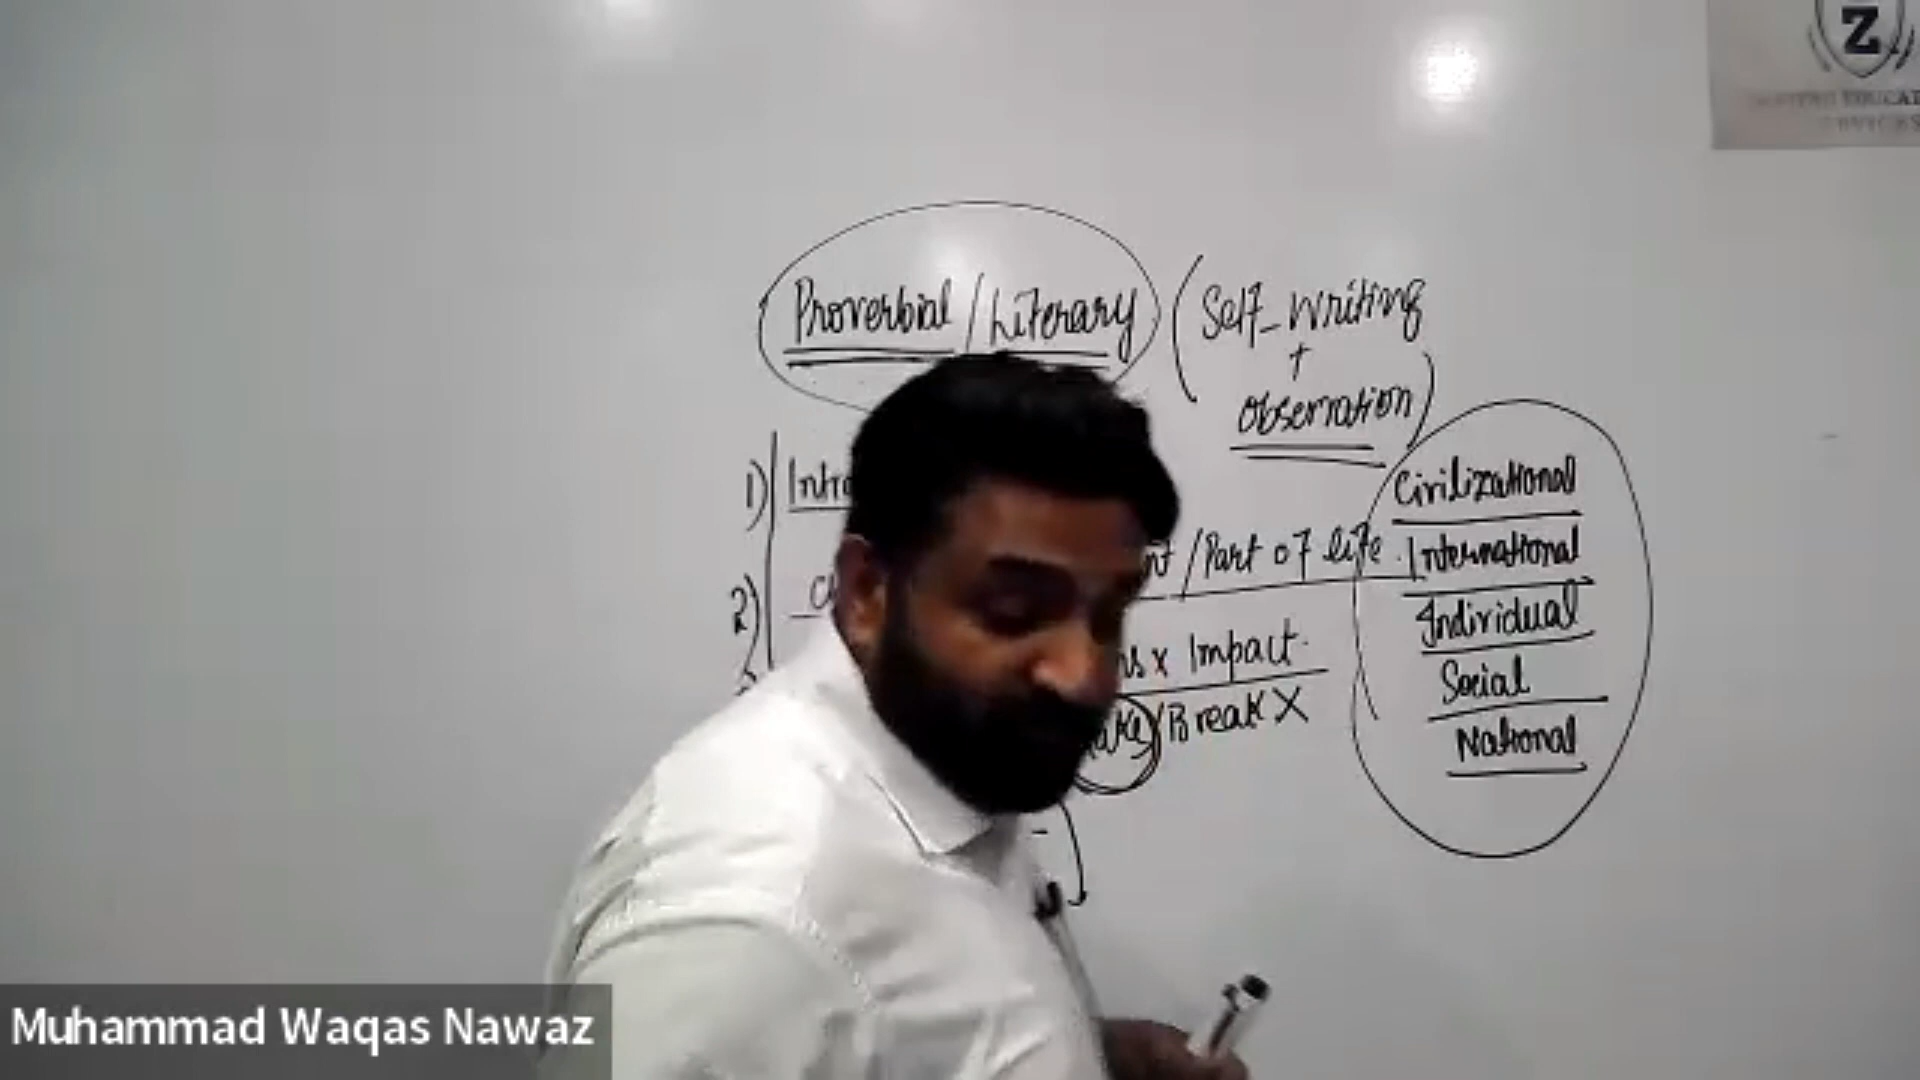 Z
Proverbial / Literary (Self-Writing
+
Observation)
1) Intro
Civilizational
/ Part of life.
International
2)
Individual
x Impact.
Social
/ Break X
National
Muhammad Waqas Nawaz